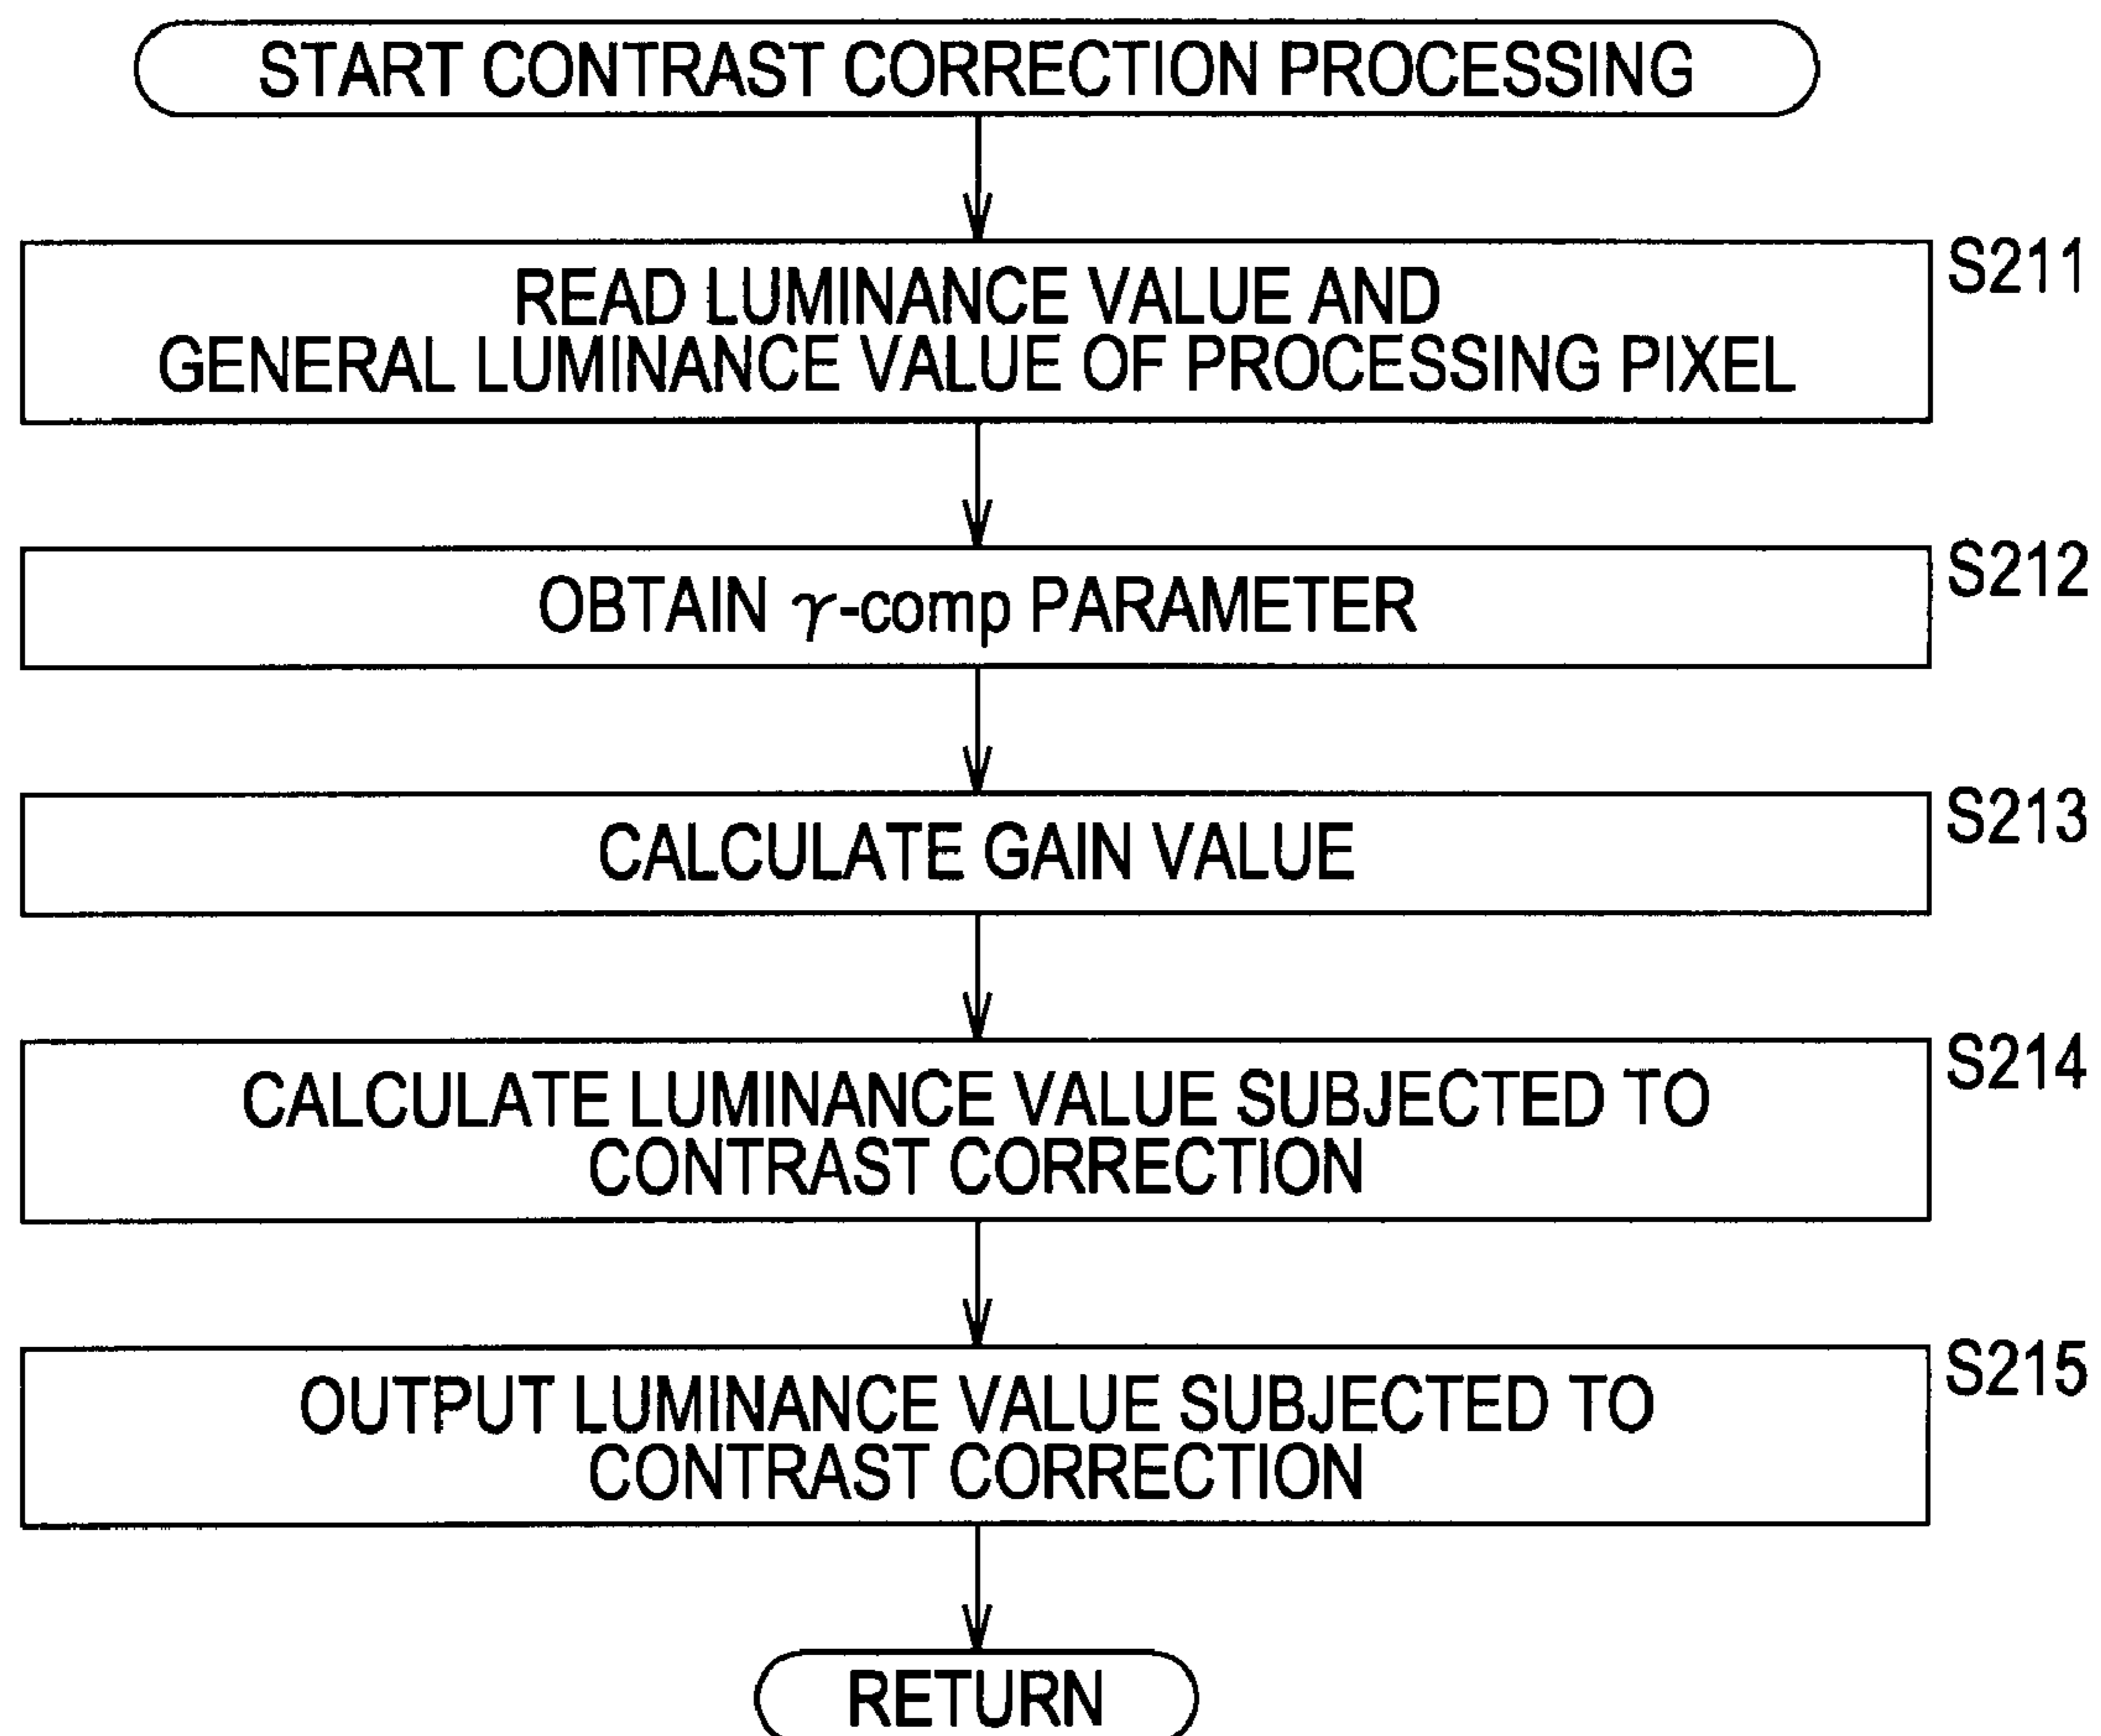 START CONTRAST CORRECTION PROCESSING
READ LUMINANCE VALUE AND
GENERAL LUMINANCE VALUE OF PROCESSING PIXEL
S211
OBTAIN γ-comp PARAMETER
S212
CALCULATE GAIN VALUE
S213
CALCULATE LUMINANCE VALUE SUBJECTED TO
CONTRAST CORRECTION
S214
OUTPUT LUMINANCE VALUE SUBJECTED TO
CONTRAST CORRECTION
S215
RETURN